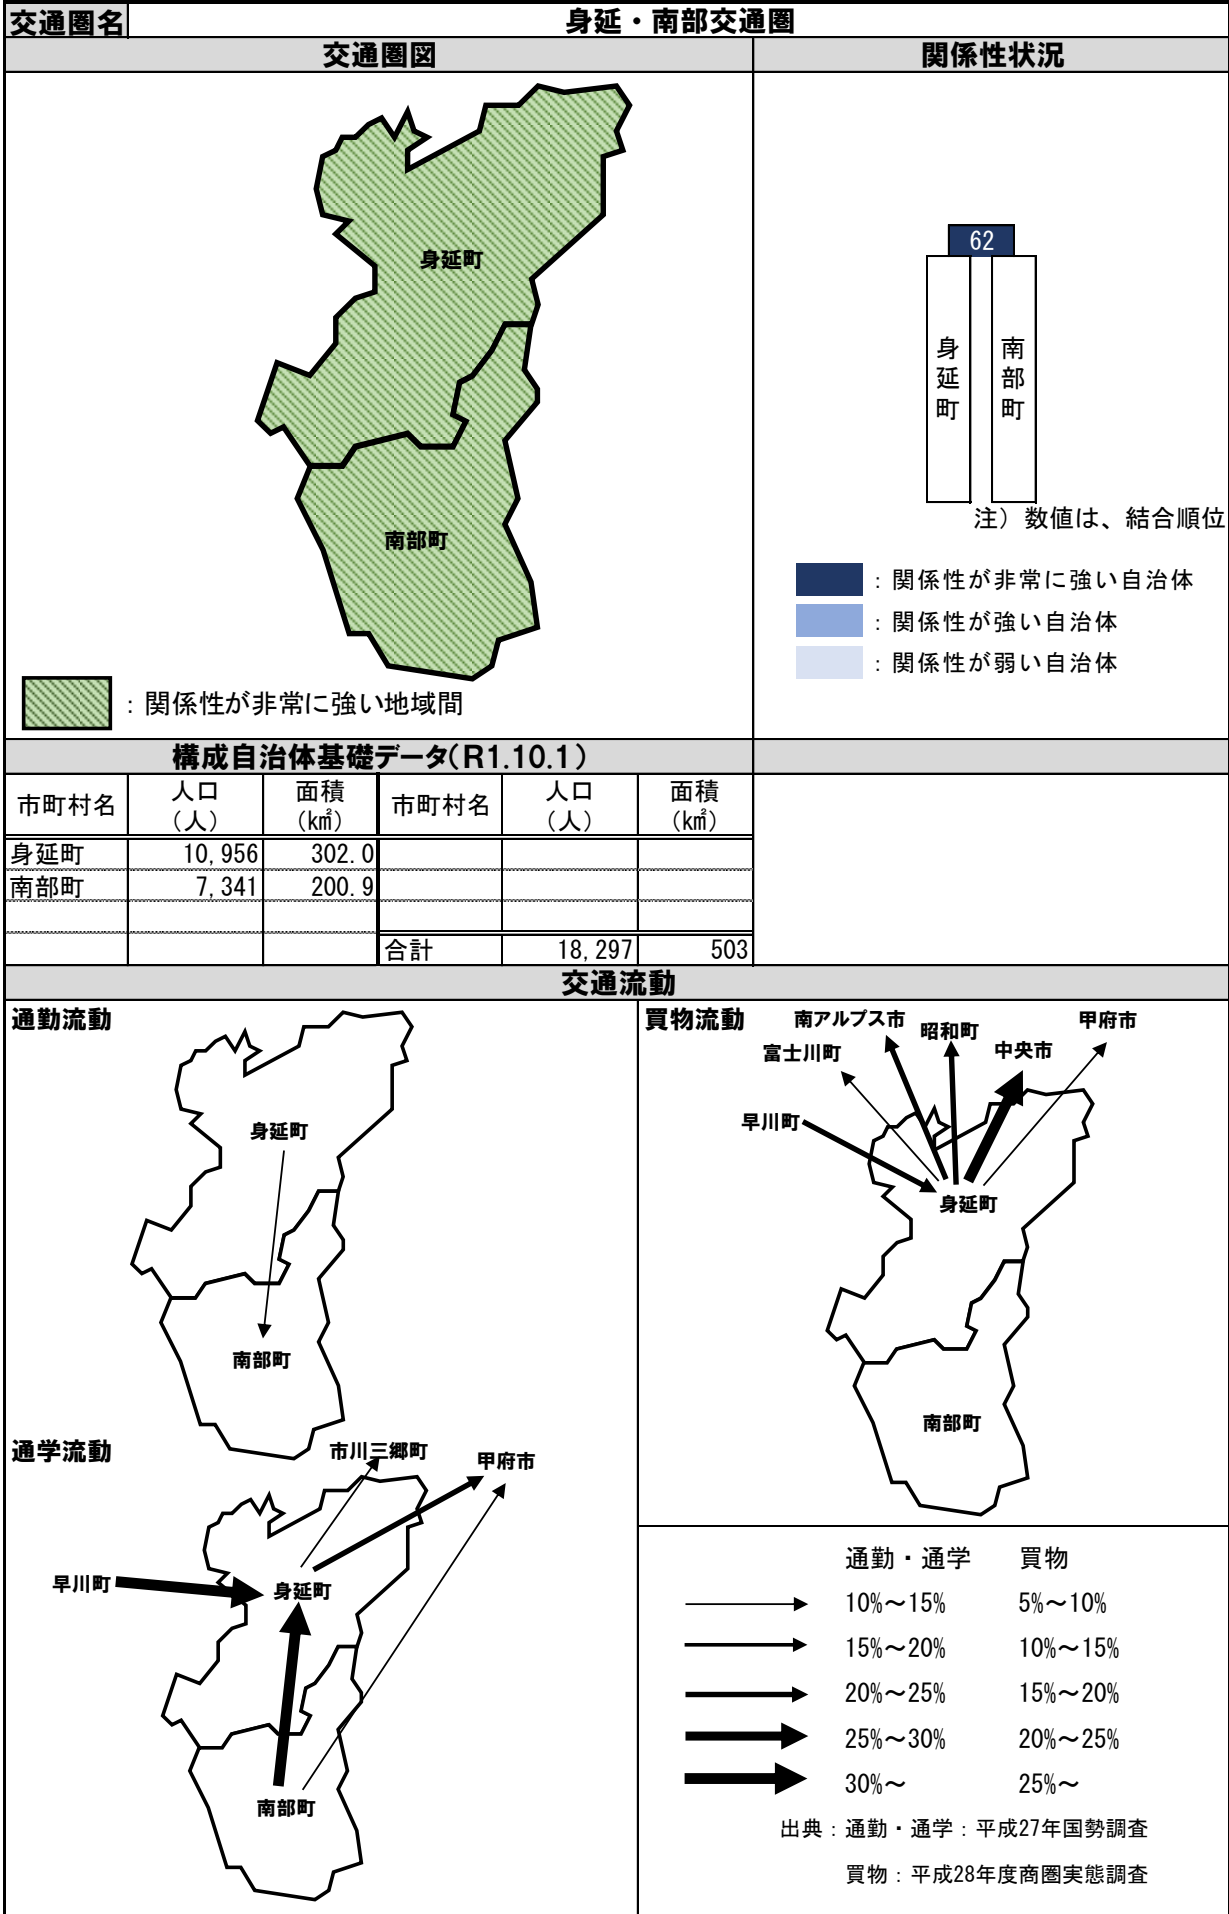 交通圏名
身延・南部交通圏
交通圏図
関係性状況
身延町
南部町
：関係性が非常に強い地域間
62
身延町
南部町
注）数値は、結合順位
：関係性が非常に強い自治体
：関係性が強い自治体
：関係性が弱い自治体
構成自治体基礎データ（R1.10.1）
市町村名 人口（人） 面積（㎢） 市町村名 人口（人） 面積（㎢）
身延町 10,956 302.0
南部町 7,341 200.9
合計 18,297 503
交通流動
通勤流動
身延町
南部町
通学流動
市川三郷町
甲府市
早川町
身延町
南部町
買物流動
南アルプス市
昭和町
甲府市
富士川町
中央市
早川町
身延町
南部町
通勤・通学 買物
10%～15% 5%～10%
15%～20% 10%～15%
20%～25% 15%～20%
25%～30% 20%～25%
30%～ 25%～
出典：通勤・通学：平成27年国勢調査
買物：平成28年度商圏実態調査